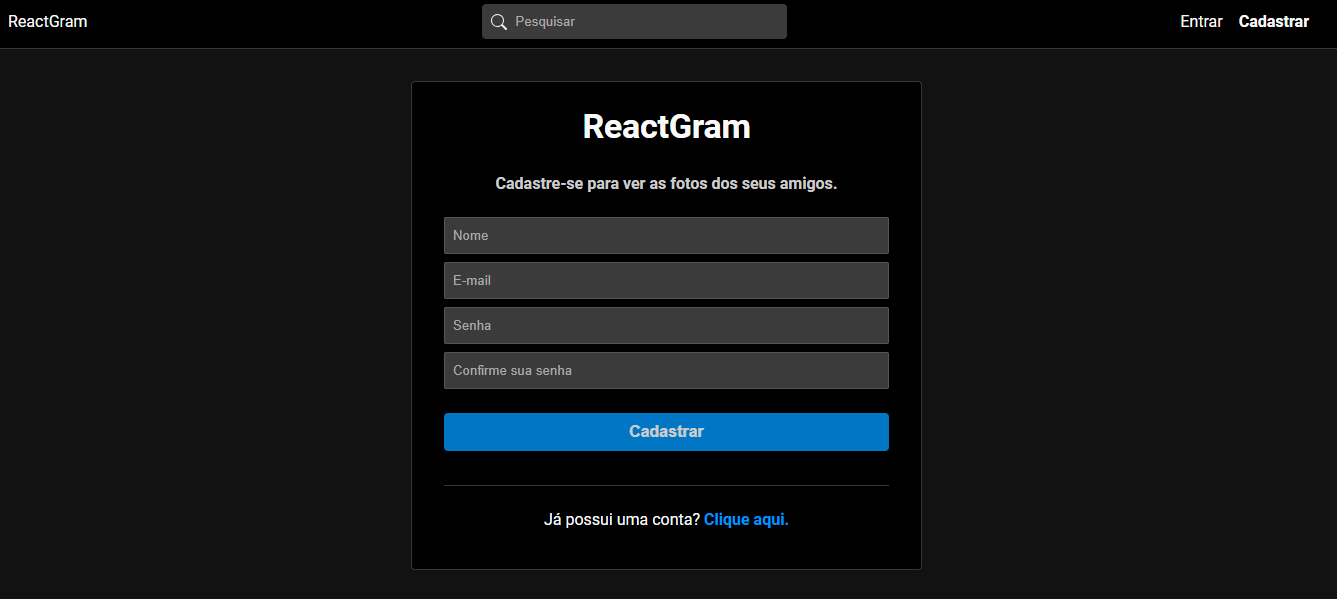 ReactGram
Pesquisar
Entrar
Cadastrar
ReactGram
Cadastre-se para ver as fotos dos seus amigos.
Nome
E-mail
Senha
Confirme sua senha
Cadastrar
Já possui uma conta? Clique aqui.